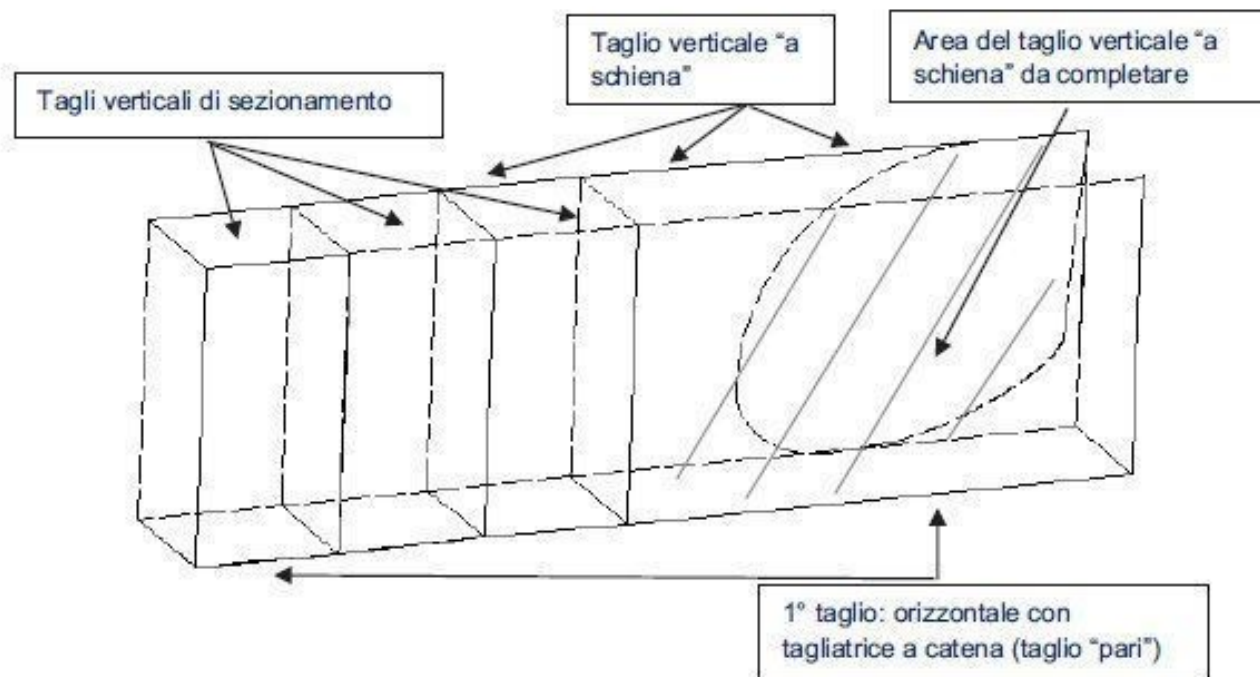 Taglio verticale “a
schiena”
Area del taglio verticale “a
schiena” da completare
Tagli verticali di sezionamento
1° taglio: orizzontale con
tagliatrice a catena (taglio “pari”)